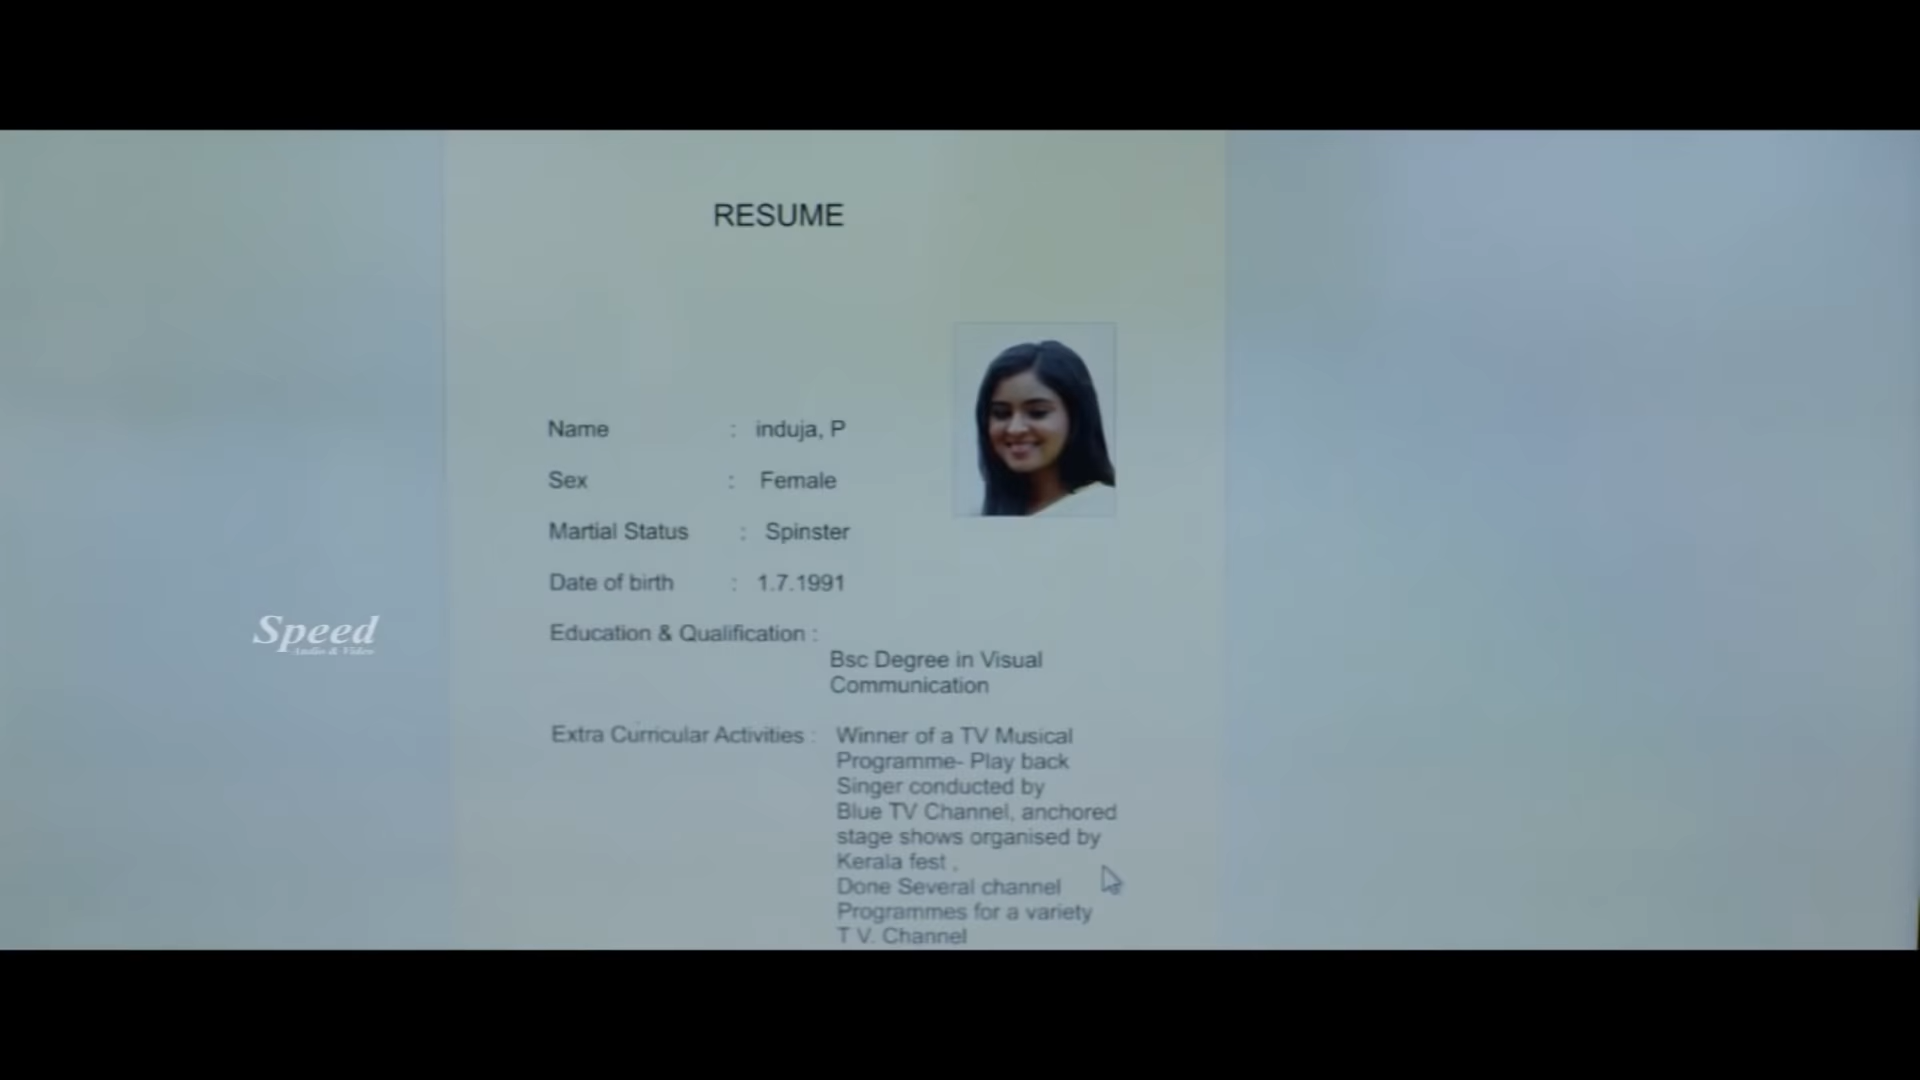 RESUME
Name : induja, P
Sex : Female
Martial Status : Spinster
Date of birth : 1.7.1991
Education & Qualification :
Bsc Degree in Visual
Communication
Extra Curricular Activities : Winner of a TV Musical
Programme- Play back
Singer conducted by
Blue TV Channel, anchored
stage shows organised by
Kerala fest ,
Done Several channel
Programmes for a variety
T V. Channel
Speed
Audio & Video